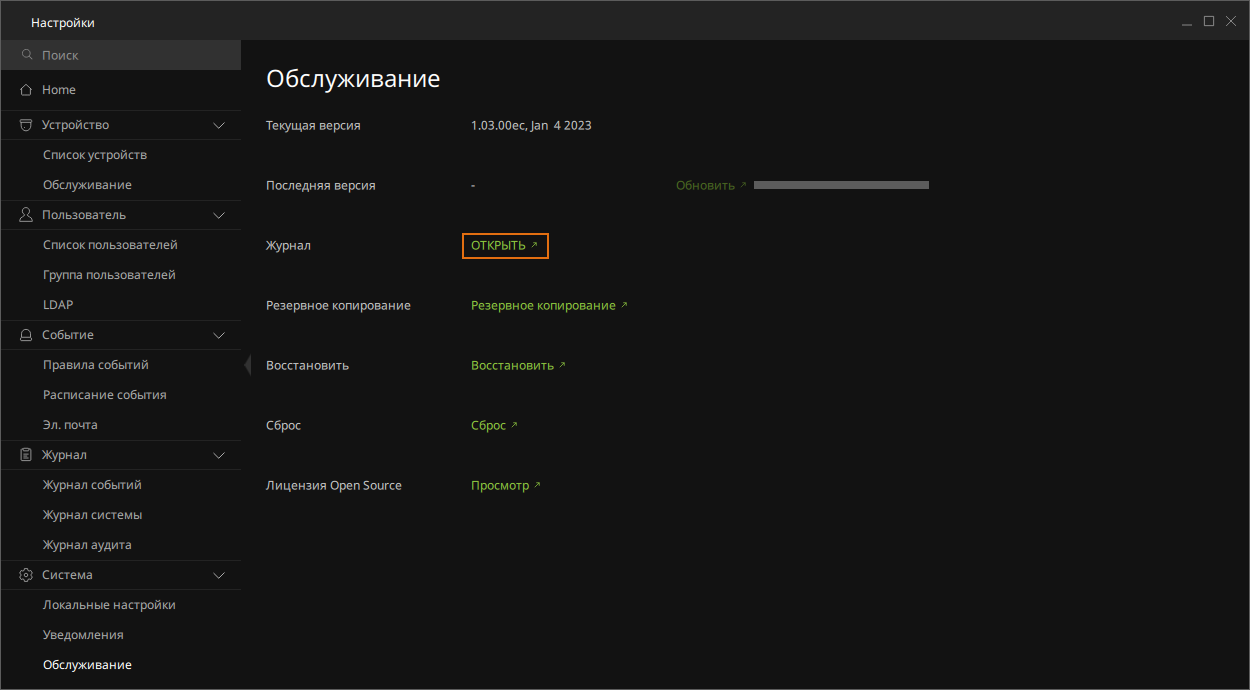 Настройки
Поиск
Home
Устройство
Список устройств
Обслуживание
Пользователь
Список пользователей
Группа пользователей
LDAP
Событие
Правила событий
Расписание события
Эл. почта
Журнал
Журнал событий
Журнал системы
Журнал аудита
Система
Локальные настройки
Уведомления
Обслуживание
Обслуживание
Текущая версия 1.03.00ec, Jan 4 2023
Последняя версия - Обновить
Журнал ОТКРЫТЬ
Резервное копирование Резервное копирование
Восстановить Восстановить
Сброс Сброс
Лицензия Open Source Просмотр